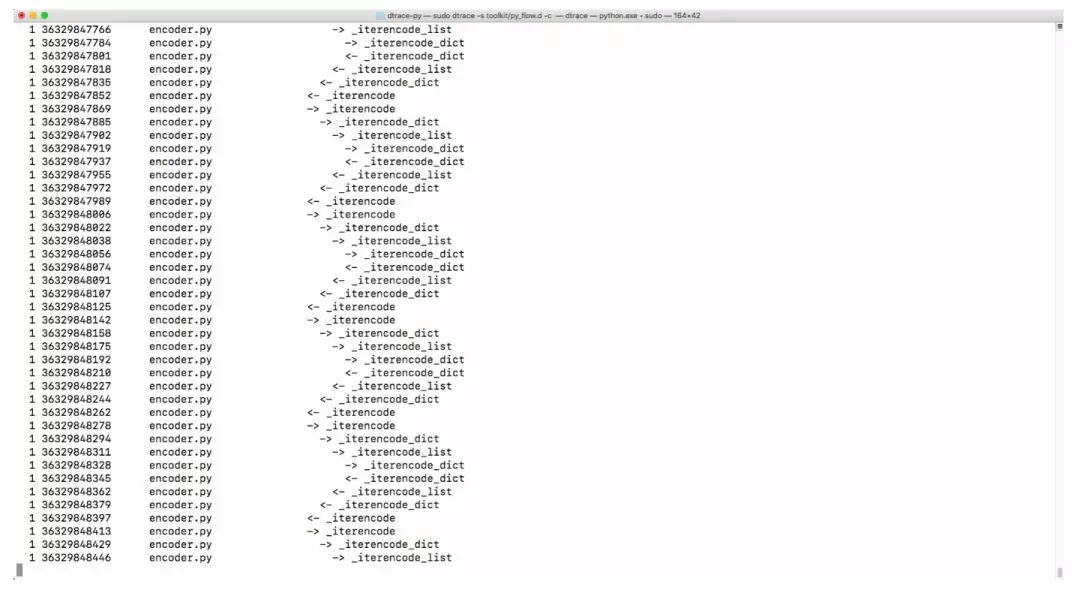 dtrace-py — sudo dtrace -s toolkit/py_flow.d -c — dtrace — python.exe • sudo — 164×42
1 36329847766 encoder.py -> _iterencode_list
1 36329847784 encoder.py -> _iterencode_dict
1 36329847801 encoder.py <- _iterencode_dict
1 36329847818 encoder.py <- _iterencode_list
1 36329847835 encoder.py <- _iterencode_dict
1 36329847852 encoder.py <- _iterencode
1 36329847869 encoder.py -> _iterencode
1 36329847885 encoder.py -> _iterencode_dict
1 36329847902 encoder.py -> _iterencode_list
1 36329847919 encoder.py -> _iterencode_dict
1 36329847937 encoder.py <- _iterencode_dict
1 36329847955 encoder.py <- _iterencode_list
1 36329847972 encoder.py <- _iterencode_dict
1 36329847989 encoder.py <- _iterencode
1 36329848006 encoder.py -> _iterencode
1 36329848022 encoder.py -> _iterencode_dict
1 36329848038 encoder.py -> _iterencode_list
1 36329848056 encoder.py -> _iterencode_dict
1 36329848074 encoder.py <- _iterencode_dict
1 36329848091 encoder.py <- _iterencode_list
1 36329848107 encoder.py <- _iterencode_dict
1 36329848125 encoder.py <- _iterencode
1 36329848142 encoder.py -> _iterencode
1 36329848158 encoder.py -> _iterencode_dict
1 36329848175 encoder.py -> _iterencode_list
1 36329848192 encoder.py -> _iterencode_dict
1 36329848210 encoder.py <- _iterencode_dict
1 36329848227 encoder.py <- _iterencode_list
1 36329848244 encoder.py <- _iterencode_dict
1 36329848262 encoder.py <- _iterencode
1 36329848278 encoder.py -> _iterencode
1 36329848294 encoder.py -> _iterencode_dict
1 36329848311 encoder.py -> _iterencode_list
1 36329848328 encoder.py -> _iterencode_dict
1 36329848345 encoder.py <- _iterencode_dict
1 36329848362 encoder.py <- _iterencode_list
1 36329848379 encoder.py <- _iterencode_dict
1 36329848397 encoder.py <- _iterencode
1 36329848413 encoder.py -> _iterencode
1 36329848429 encoder.py -> _iterencode_dict
1 36329848446 encoder.py -> _iterencode_list